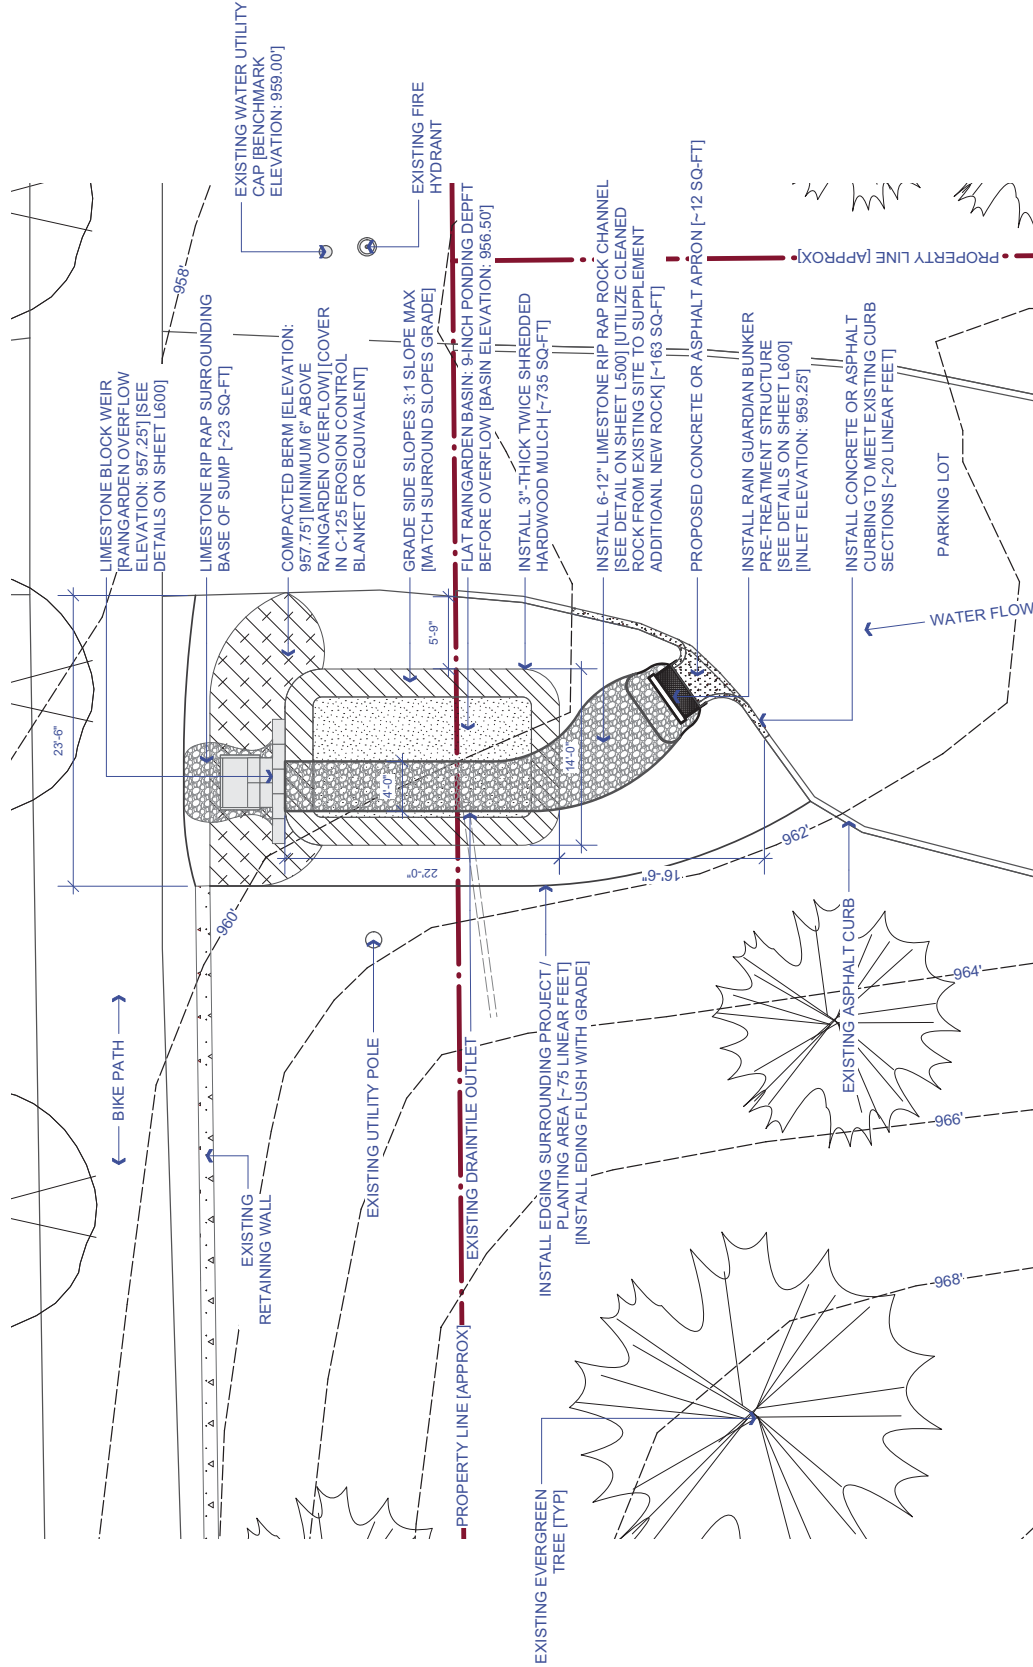 EXISTING WATER UTILITY
CAP [BENCHMARK
ELEVATION: 959.00']
EXISTING FIRE
HYDRANT
958'
PROPERTY LINE [APPROX]
LIMESTONE BLOCK WEIR
[RAINGARDEN OVERFLOW
ELEVATION: 957.25'] [SEE
DETAILS ON SHEET L600]
LIMESTONE RIP RAP SURROUNDING
BASE OF SUMP [~23 SQ-FT]
COMPACTED BERM [ELEVATION:
957.75'] [MINIMUM 6" ABOVE
RAINGARDEN OVERFLOW] [COVER
IN C-125 EROSION CONTROL
BLANKET OR EQUIVALENT]
GRADE SIDE SLOPES 3:1 SLOPE MAX
[MATCH SURROUND SLOPES GRADE]
FLAT RAINGARDEN BASIN: 9-INCH PONDING DEPFT
BEFORE OVERFLOW [BASIN ELEVATION: 956.50']
INSTALL 3"-THICK TWICE SHREDDED
HARDWOOD MULCH [~735 SQ-FT]
INSTALL 6-12" LIMESTONE RIP RAP ROCK CHANNEL
[SEE DETAIL ON SHEET L500] [UTILIZE CLEANED
ROCK FROM EXISTING SITE TO SUPPLEMENT
ADDITIOANL NEW ROCK] [~163 SQ-FT]
PROPOSED CONCRETE OR ASPHALT APRON [~12 SQ-FT]
INSTALL RAIN GUARDIAN BUNKER
PRE-TREATMENT STRUCTURE
[SEE DETAILS ON SHEET L600]
[INLET ELEVATION: 959.25']
INSTALL CONCRETE OR ASPHALT
CURBING TO MEET EXISTING CURB
SECTIONS [~20 LINEAR FEET]
PARKING LOT
WATER FLOW
23'-6"
5'-9"
4'-0"
14'-0"
22'-0"
16'-6"
960'
962'
964'
966'
968'
BIKE PATH
EXISTING
RETAINING WALL
EXISTING UTILITY POLE
PROPERTY LINE [APPROX]
EXISTING DRAINTILE OUTLET
INSTALL EDGING SURROUNDING PROJECT /
PLANTING AREA [~75 LINEAR FEET]
[INSTALL EDING FLUSH WITH GRADE]
EXISTING ASPHALT CURB
EXISTING EVERGREEN
TREE [TYP]